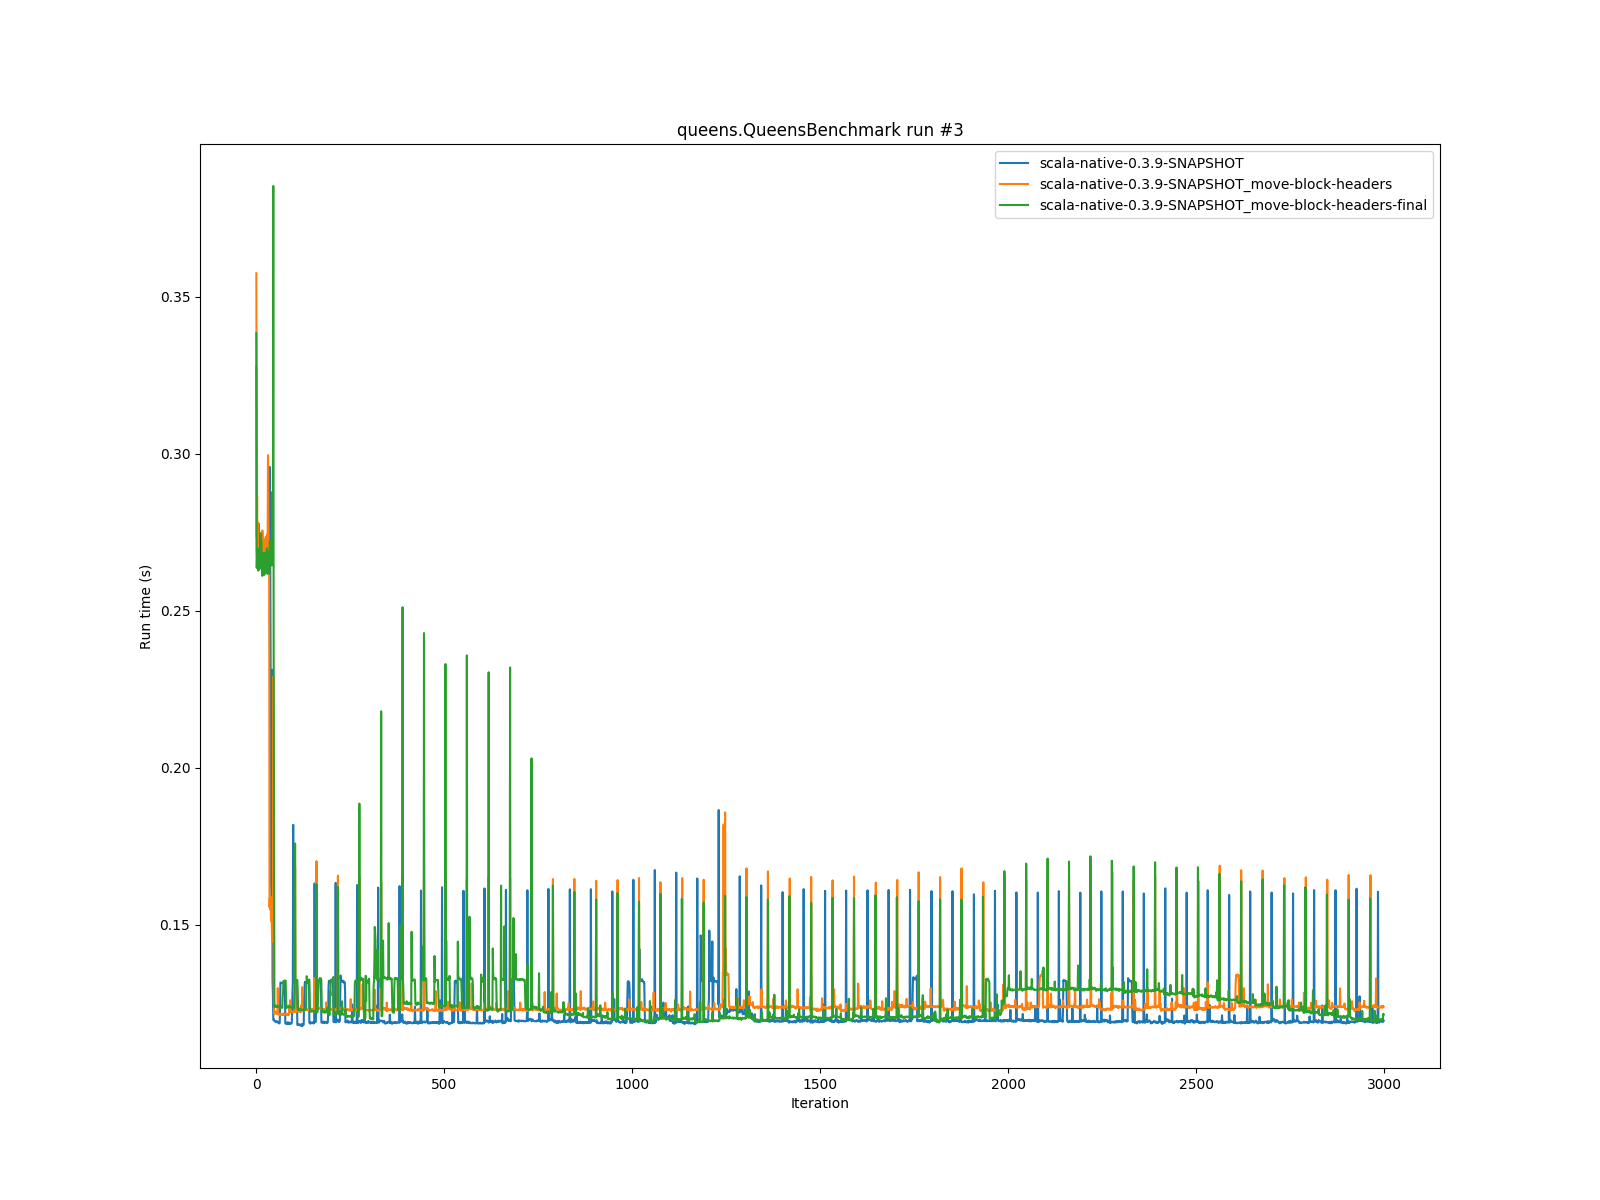 queens.QueensBenchmark run #3
scala-native-0.3.9-SNAPSHOT
scala-native-0.3.9-SNAPSHOT_move-block-headers
scala-native-0.3.9-SNAPSHOT_move-block-headers-final
Run time (s)
0.35
0.30
0.25
0.20
0.15
0 500 1000 1500 2000 2500 3000
Iteration